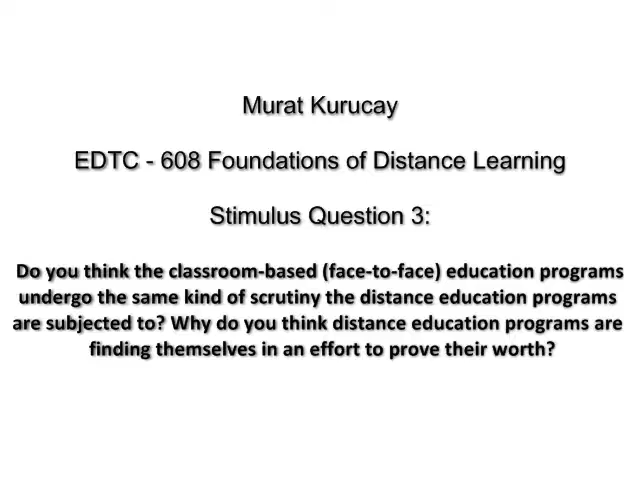 Murat Kurucay
EDTC - 608 Foundations of Distance Learning
Stimulus Question 3:
Do you think the classroom-based (face-to-face) education programs
undergo the same kind of scrutiny the distance education programs
are subjected to? Why do you think distance education programs are
finding themselves in an effort to prove their worth?